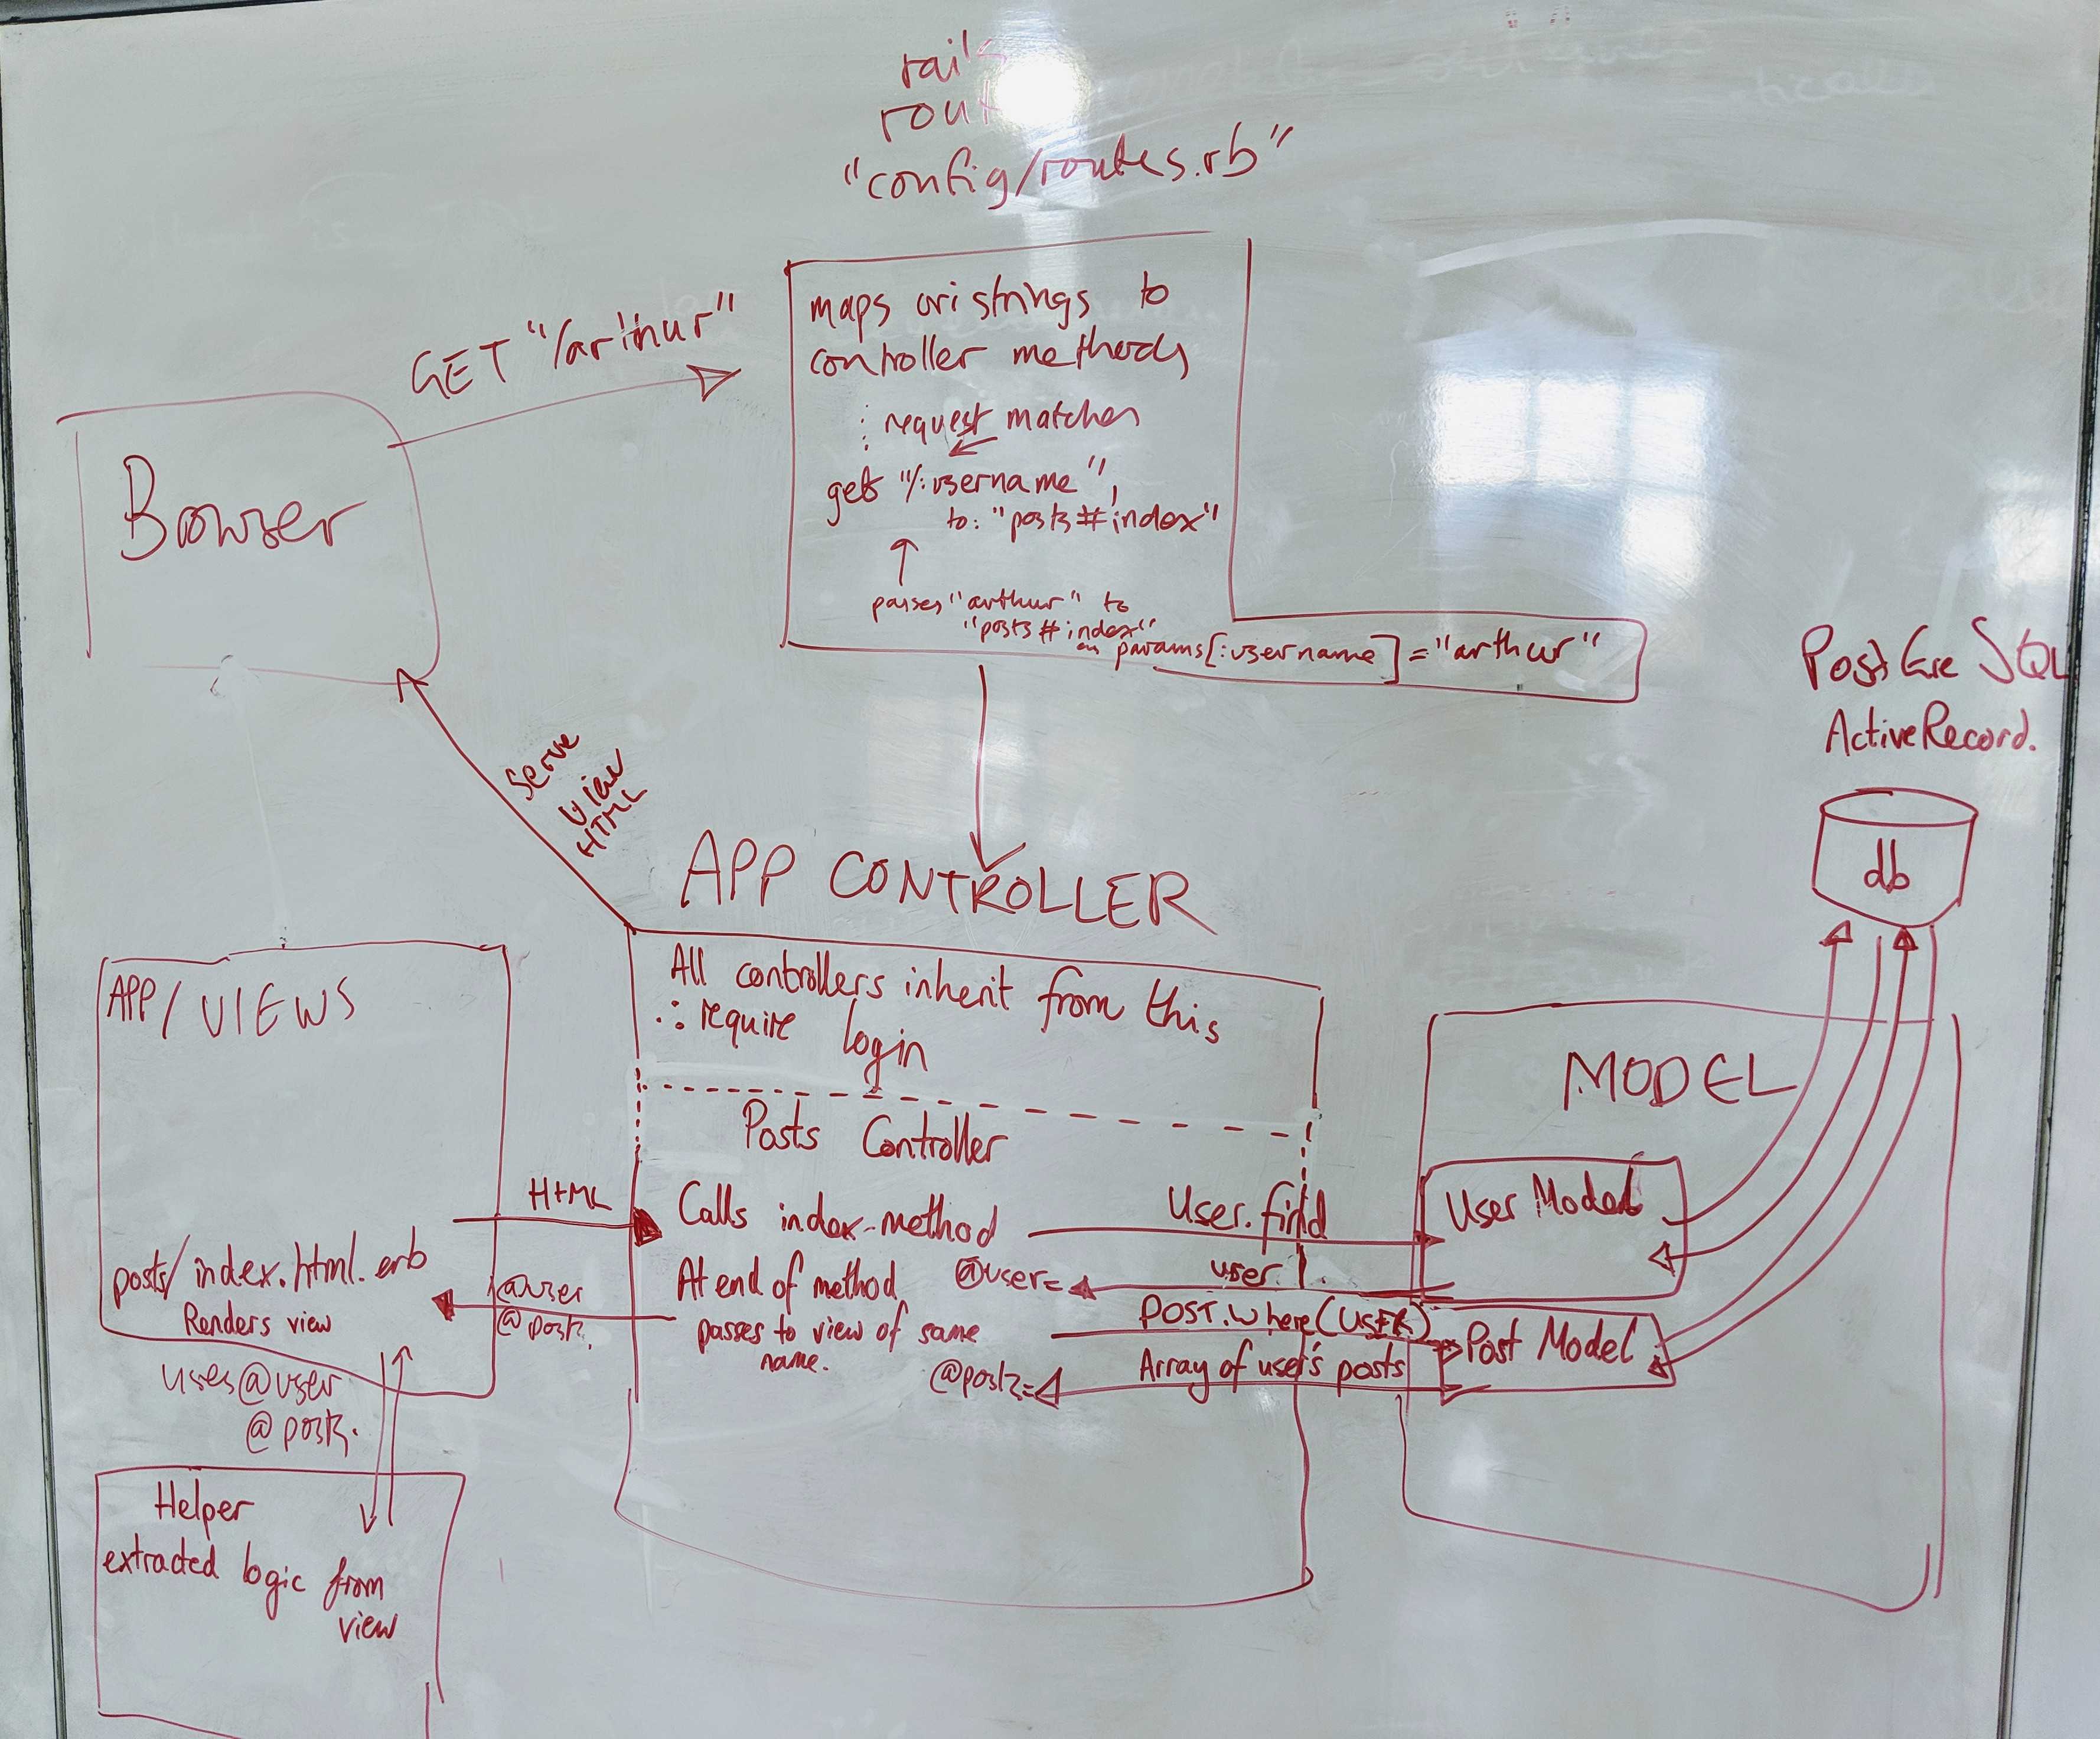 "config/routes.rb"
GET "/arthur"
maps uri strings to
controller methods
: request matches
get "/:username",
to: "posts#index"
passes "arthur" to
"posts#index"
as params[:username] = "arthur"
Browser
Serve
view
HTML
PostGre SQL
ActiveRecord.
db
APP CONTROLLER
All controllers inherit from this
∴ require login
Posts Controller
Calls index-method
At end of method
passes to view of same
name.
APP/VIEWS
posts/index.html.erb
Renders view
uses @user
@posts.
HTML
@user
@posts.
User.find
@user=
user
POST.where(USER)
Array of user's posts
@posts=
MODEL
User Model
Post Model
Helper
extracted logic from
view